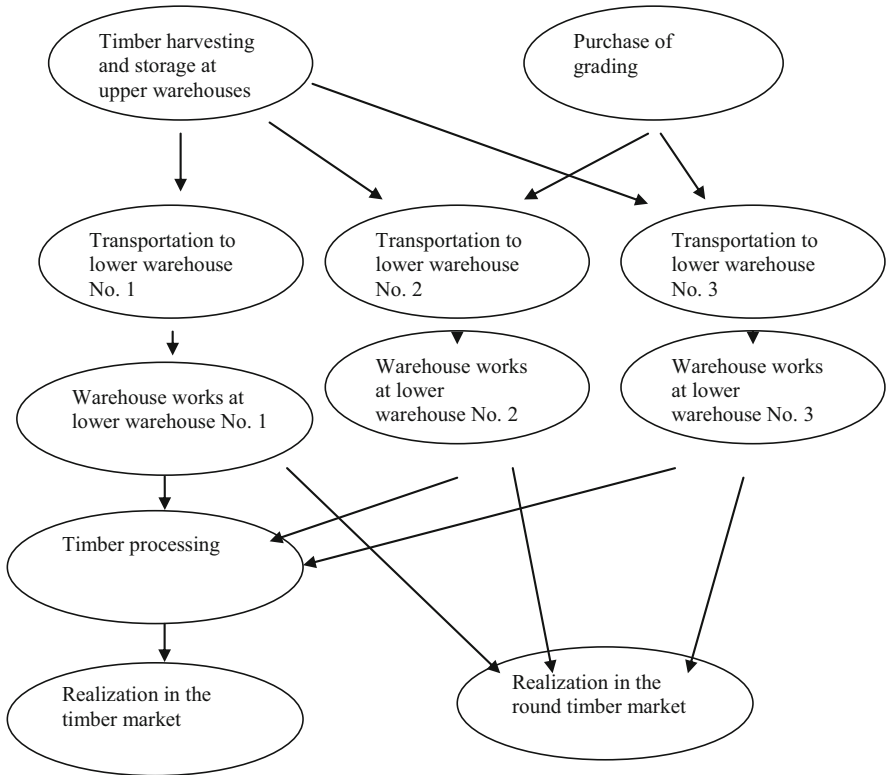 Timber harvesting
and storage at
upper warehouses
Purchase of
grading
Transportation to
lower warehouse
No. 1
Transportation to
lower warehouse
No. 2
Transportation to
lower warehouse
No. 3
Warehouse works at
lower warehouse No. 1
Warehouse works
at lower
warehouse No. 2
Warehouse works
at lower
warehouse No. 3
Timber processing
Realization in the
timber market
Realization in the
round timber market